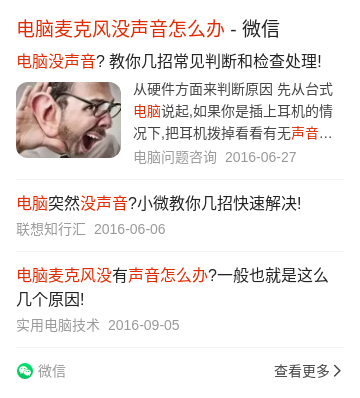 电脑麦克风没声音怎么办 - 微信
电脑没声音? 教你几招常见判断和检查处理!
从硬件方面来判断原因 先从台式
电脑说起,如果你是插上耳机的情
况下,把耳机拨掉看看有无声音…
电脑问题咨询 2016-06-27
电脑突然没声音?小微教你几招快速解决!
联想知行汇 2016-06-06
电脑麦克风没有声音怎么办?一般也就是这么
几个原因!
实用电脑技术 2016-09-05
微信
查看更多